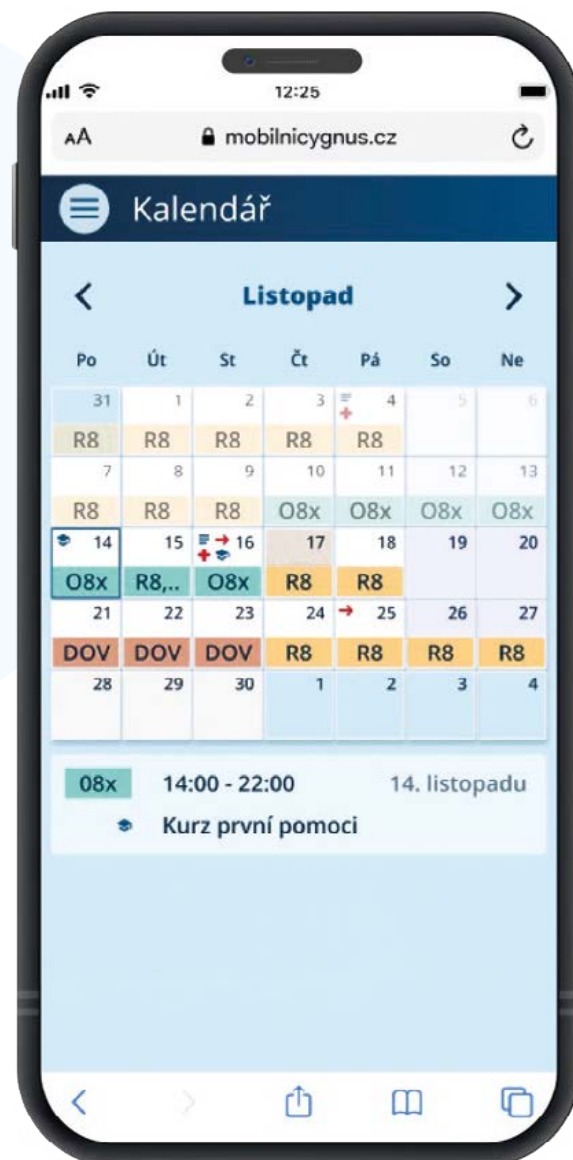 12:25
AA mobilnicygnus.cz
Kalendář
Listopad
Po Út St Čt Pá So Ne
31 1 2 3 4 5 6
R8 R8 R8 R8 R8
7 8 9 10 11 12 13
R8 R8 R8 O8x O8x O8x O8x
14 15 16 17 18 19 20
O8x R8,.. O8x R8 R8
21 22 23 24 25 26 27
DOV DOV DOV R8 R8 R8 R8
28 29 30 1 2 3 4
08x 14:00 - 22:00 14. listopadu
Kurz první pomoci